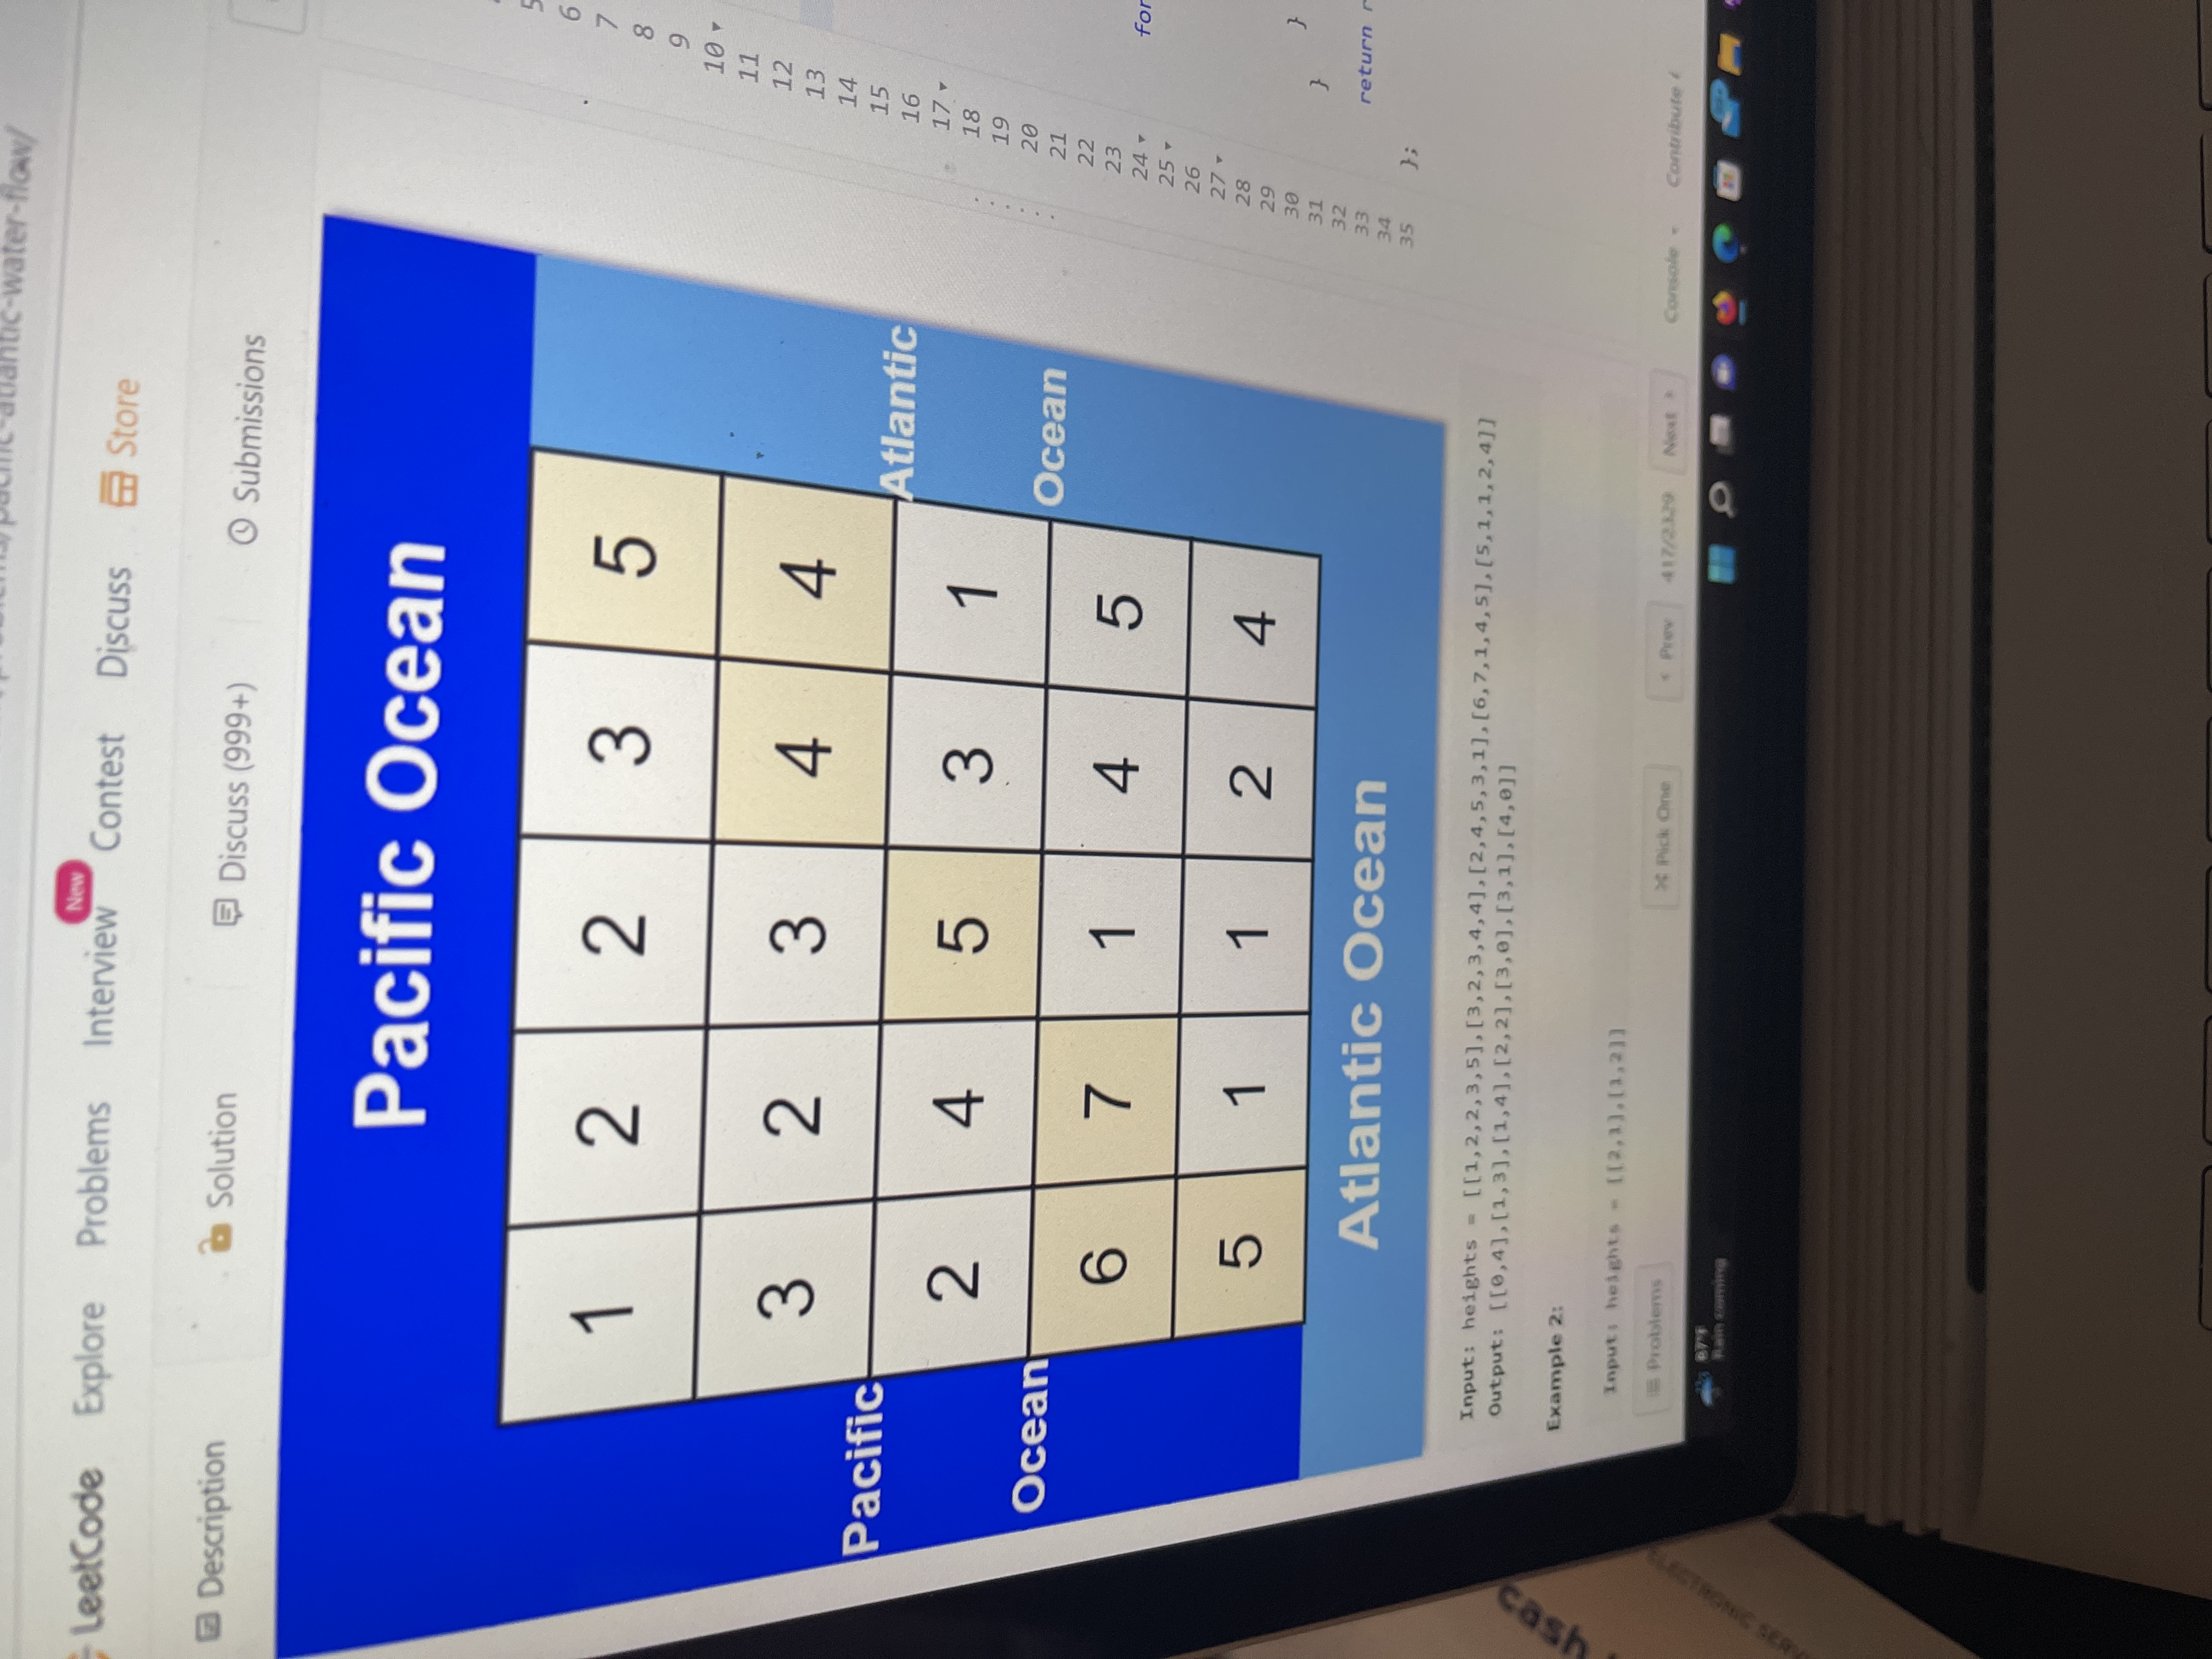 problems/pacific-atlantic-water-flow/
LeetCode Explore Problems Interview New Contest Discuss Store
Description Solution Discuss (999+) Submissions
Pacific Ocean
1 2 2 3 5
3 2 3 4 4
Pacific
Atlantic
2 4 5 3 1
Ocean
Ocean
6 7 1 4 5
5 1 1 2 4
Atlantic Ocean
Input: heights = [[1,2,2,3,5],[3,2,3,4,4],[2,4,5,3,1],[6,7,1,4,5],[5,1,1,2,4]]
Output: [[0,4],[1,3],[1,4],[2,2],[3,0],[3,1],[4,0]]
Example 2:
Input: heights = [[2,1],[1,2]]
Problems Pick One Prev 417/2329 Next Console Contribute
5
6
7
8
9
10
11
12
13
14
15
16
17
18
19
20
21
22
23
24 for
25
26
27
28
29
30 }
31 }
32
33 return
34
35 };
87°F
Rain coming
cash